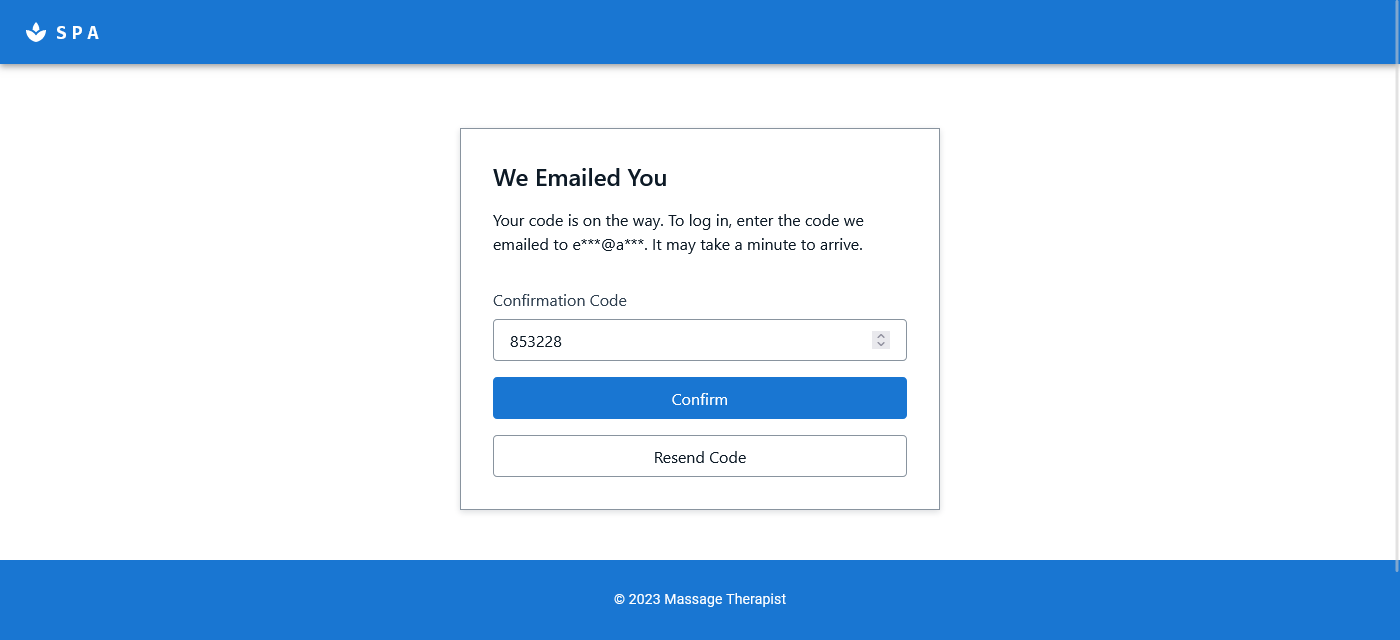 SPA
We Emailed You
Your code is on the way. To log in, enter the code we
emailed to e***@a***. It may take a minute to arrive.
Confirmation Code
853228
Confirm
Resend Code
© 2023 Massage Therapist